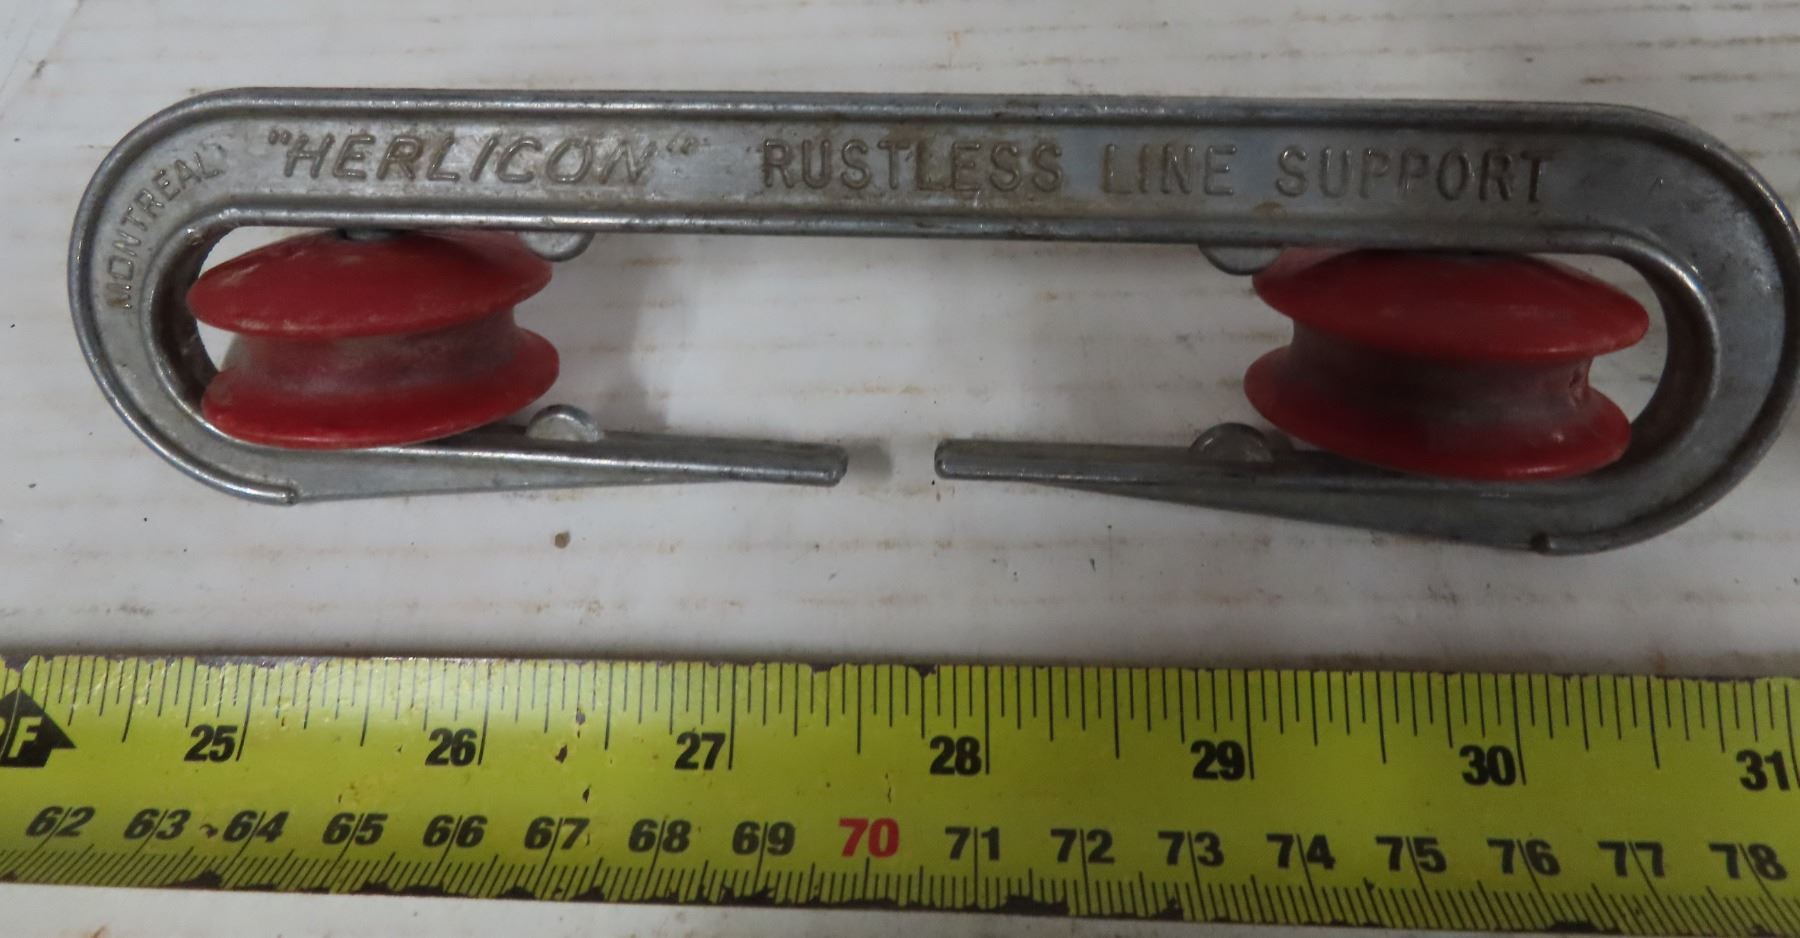 MONTREAL "HERLICON" RUSTLESS LINE SUPPORT
F 25 26 27 28 29 30 31
62 63 64 65 66 67 68 69 70 71 72 73 74 75 76 77 78